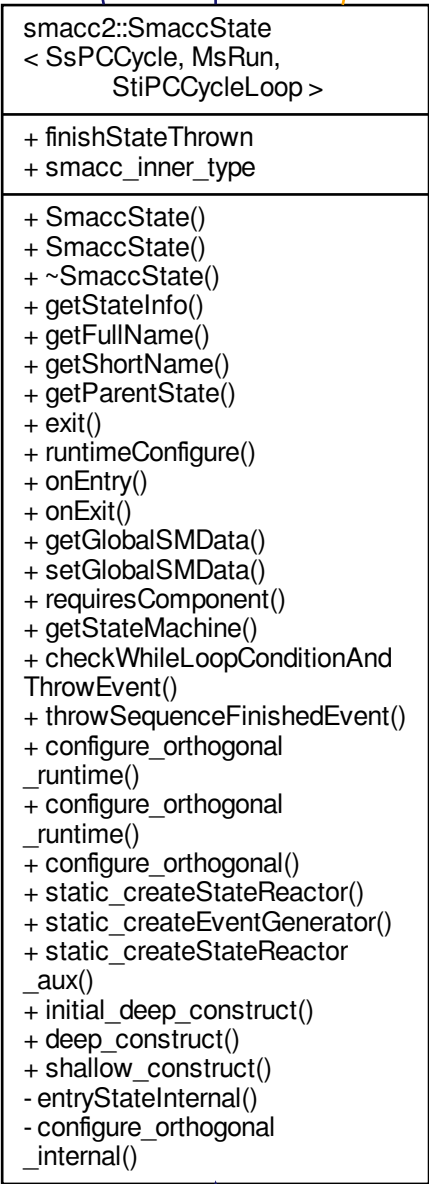 smacc2::SmaccState
< SsPCCycle, MsRun,
StiPCCycleLoop >
+ finishStateThrown
+ smacc_inner_type
+ SmaccState()
+ SmaccState()
+ ~SmaccState()
+ getStateInfo()
+ getFullName()
+ getShortName()
+ getParentState()
+ exit()
+ runtimeConfigure()
+ onEntry()
+ onExit()
+ getGlobalSMData()
+ setGlobalSMData()
+ requiresComponent()
+ getStateMachine()
+ checkWhileLoopConditionAnd
ThrowEvent()
+ throwSequenceFinishedEvent()
+ configure_orthogonal
_runtime()
+ configure_orthogonal
_runtime()
+ configure_orthogonal()
+ static_createStateReactor()
+ static_createEventGenerator()
+ static_createStateReactor
_aux()
+ initial_deep_construct()
+ deep_construct()
+ shallow_construct()
- entryStateInternal()
- configure_orthogonal
_internal()